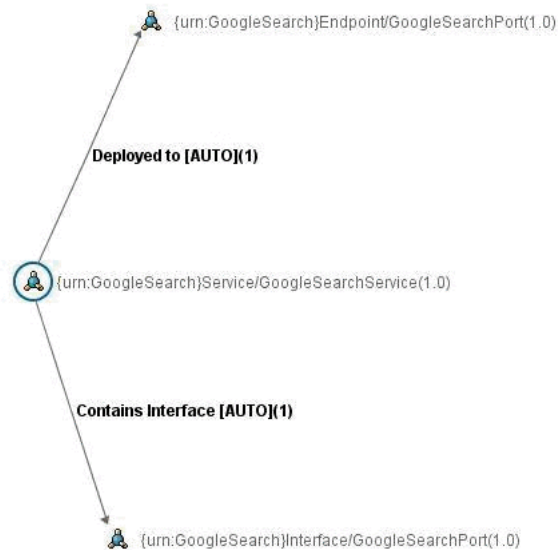 {urn:GoogleSearch}Endpoint/GoogleSearchPort(1.0)
Deployed to [AUTO](1)
{urn:GoogleSearch}Service/GoogleSearchService(1.0)
Contains Interface [AUTO](1)
{urn:GoogleSearch}Interface/GoogleSearchPort(1.0)